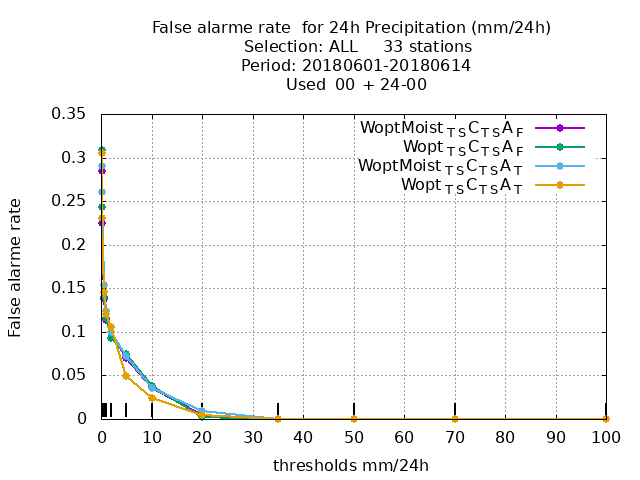 False alarme rate  for 24h Precipitation (mm/24h)
Selection: ALL     33 stations
Period: 20180601-20180614
Used  00 + 24-00
WoptMoist TS C TS A F
Wopt TS C TS A F
WoptMoist TS C TS A T
Wopt TS C TS A T
0.35
0.3
0.25
0.2
0.15
0.1
0.05
0
False alarme rate
0 10 20 30 40 50 60 70 80 90 100
thresholds mm/24h